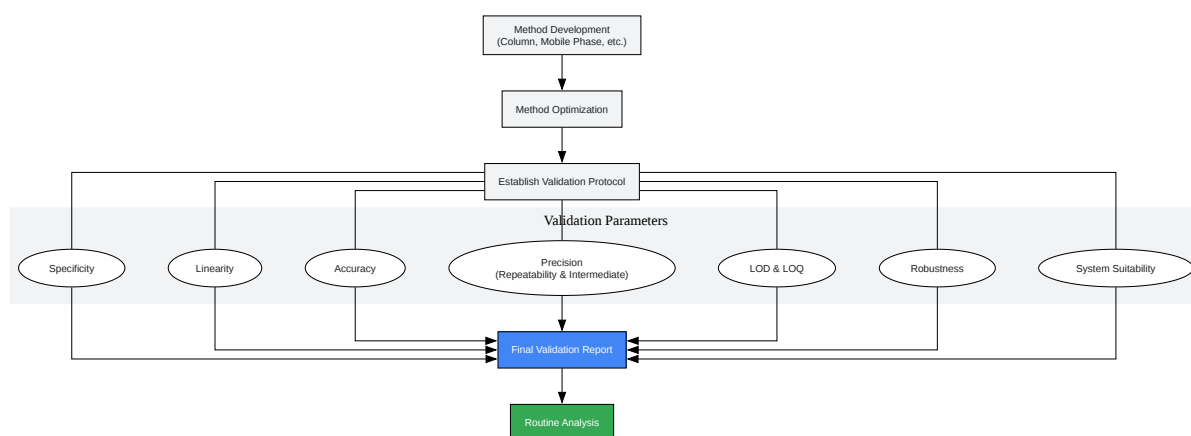 Method Development
(Column, Mobile Phase, etc.)
Method Optimization
Establish Validation Protocol
Validation Parameters
Specificity
Linearity
Accuracy
Precision
(Repeatability & Intermediate)
LOD & LOQ
Robustness
System Suitability
Final Validation Report
Routine Analysis